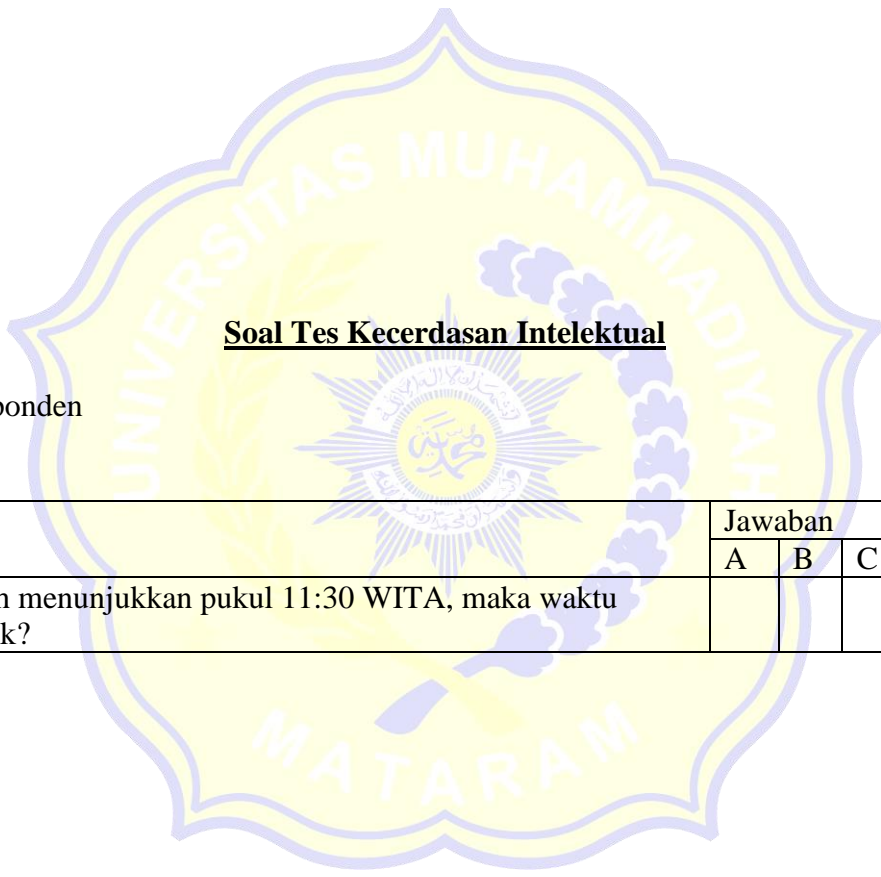 UNIVERSITAS MUHAMMADIYAH
MATARAM
Soal Tes Kecerdasan Intelektual
ponden
Jawaban
A B C
n menunjukkan pukul 11:30 WITA, maka waktu
k?